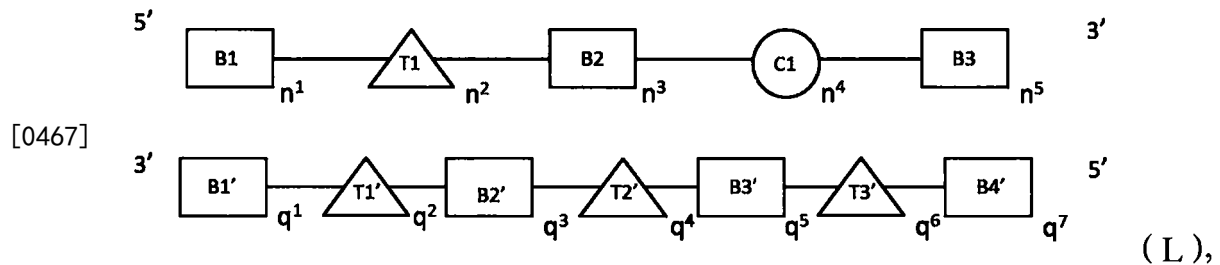 5′ 3′
B1 T1 B2 C1 B3
n¹ n² n³ n⁴ n⁵
[0467]
3′ 5′
B1′ T1′ B2′ T2′ B3′ T3′ B4′
q¹ q² q³ q⁴ q⁵ q⁶ q⁷
( L ),